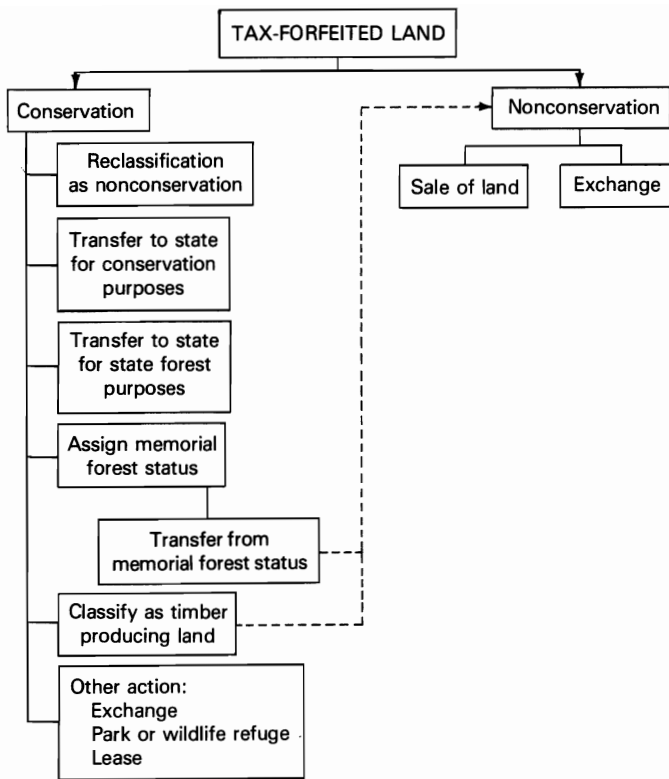 TAX-FORFEITED LAND
Conservation
Nonconservation
Reclassification
as nonconservation
Sale of land
Exchange
Transfer to state
for conservation
purposes
Transfer to state
for state forest
purposes
Assign memorial
forest status
Transfer from
memorial forest status
Classify as timber
producing land
Other action:
Exchange
Park or wildlife refuge
Lease